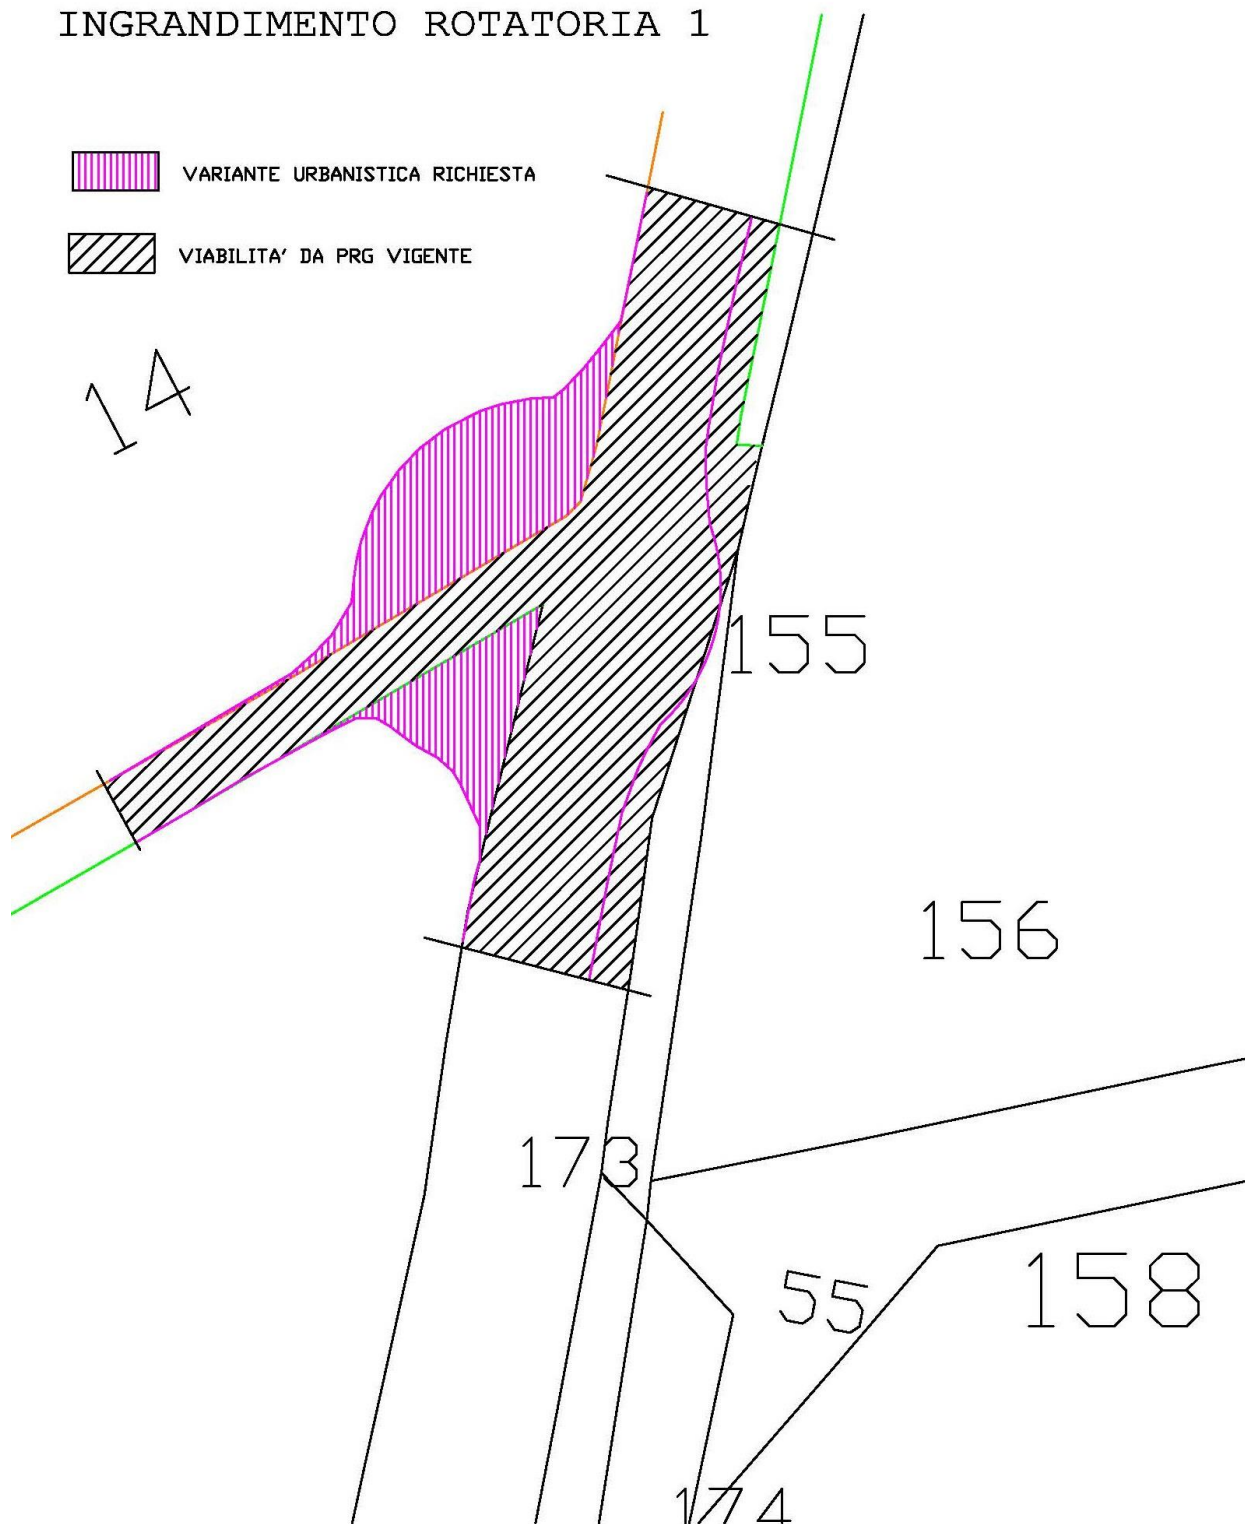 INGRANDIMENTO ROTATORIA 1
VARIANTE URBANISTICA RICHIESTA
VIABILITA' DA PRG VIGENTE
14
155
156
173
55
158
174